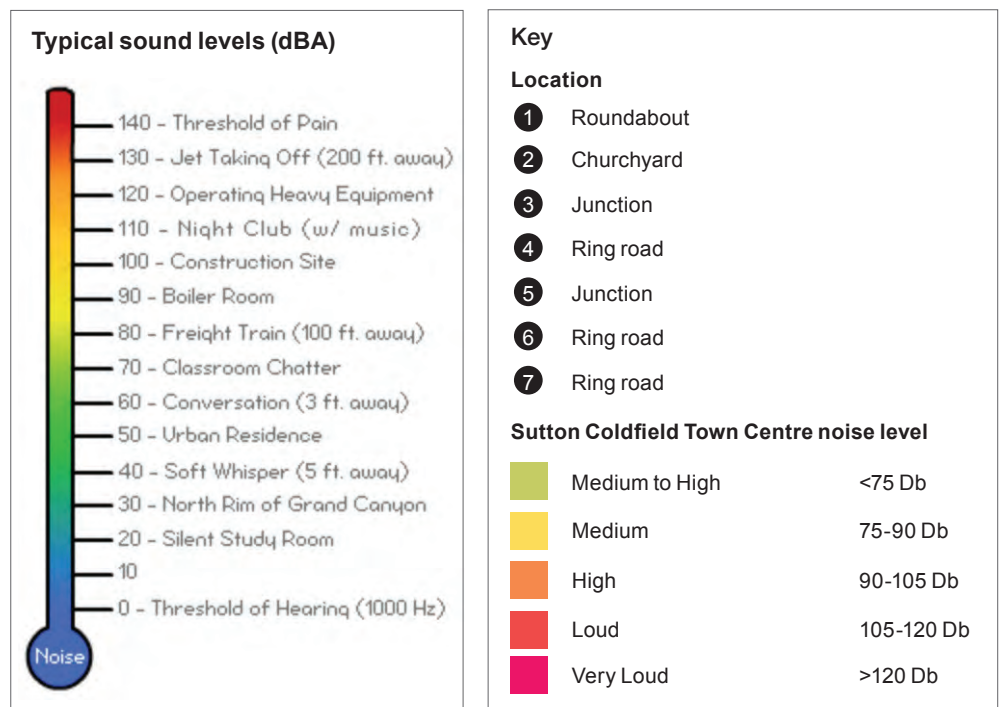 Typical sound levels (dBA)
140 - Threshold of Pain
130 - Jet Taking Off (200 ft. away)
120 - Operating Heavy Equipment
110 - Night Club (w/ music)
100 - Construction Site
90 - Boiler Room
80 - Freight Train (100 ft. away)
70 - Classroom Chatter
60 - Conversation (3 ft. away)
50 - Urban Residence
40 - Soft Whisper (5 ft. away)
30 - North Rim of Grand Canyon
20 - Silent Study Room
10
0 - Threshold of Hearing (1000 Hz)
Noise
Key
Location
1 Roundabout
2 Churchyard
3 Junction
4 Ring road
5 Junction
6 Ring road
7 Ring road
Sutton Coldfield Town Centre noise level
Medium to High <75 Db
Medium 75-90 Db
High 90-105 Db
Loud 105-120 Db
Very Loud >120 Db